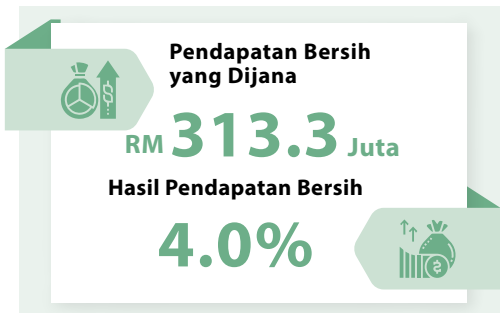 Pendapatan Bersih
yang Dijana
RM 313.3 Juta
Hasil Pendapatan Bersih
4.0%